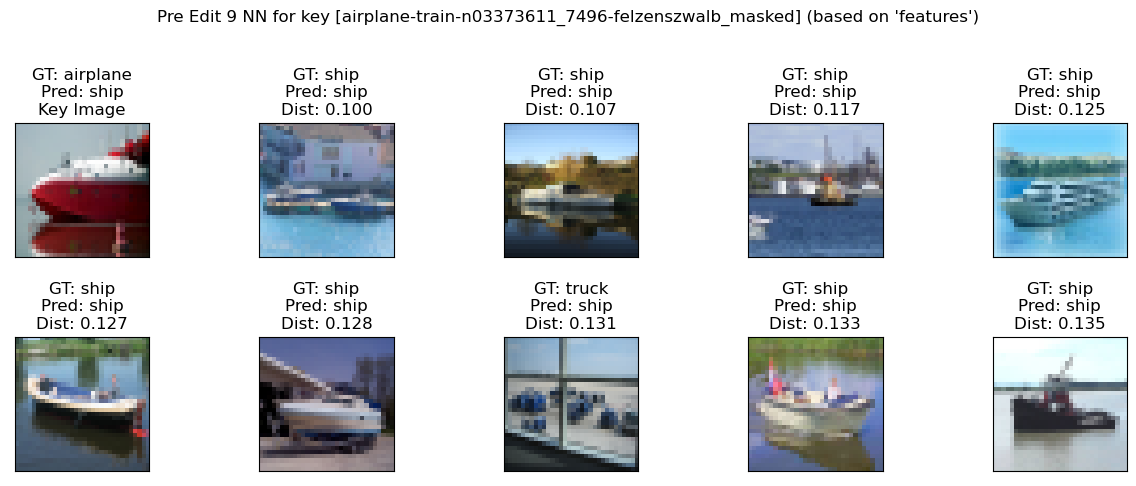 Pre Edit 9 NN for key [airplane-train-n03373611_7496-felzenszwalb_masked] (based on 'features')
GT: airplane
Pred: ship
Key Image
GT: ship
Pred: ship
Dist: 0.100
GT: ship
Pred: ship
Dist: 0.107
GT: ship
Pred: ship
Dist: 0.117
GT: ship
Pred: ship
Dist: 0.125
GT: ship
Pred: ship
Dist: 0.127
GT: ship
Pred: ship
Dist: 0.128
GT: truck
Pred: ship
Dist: 0.131
GT: ship
Pred: ship
Dist: 0.133
GT: ship
Pred: ship
Dist: 0.135